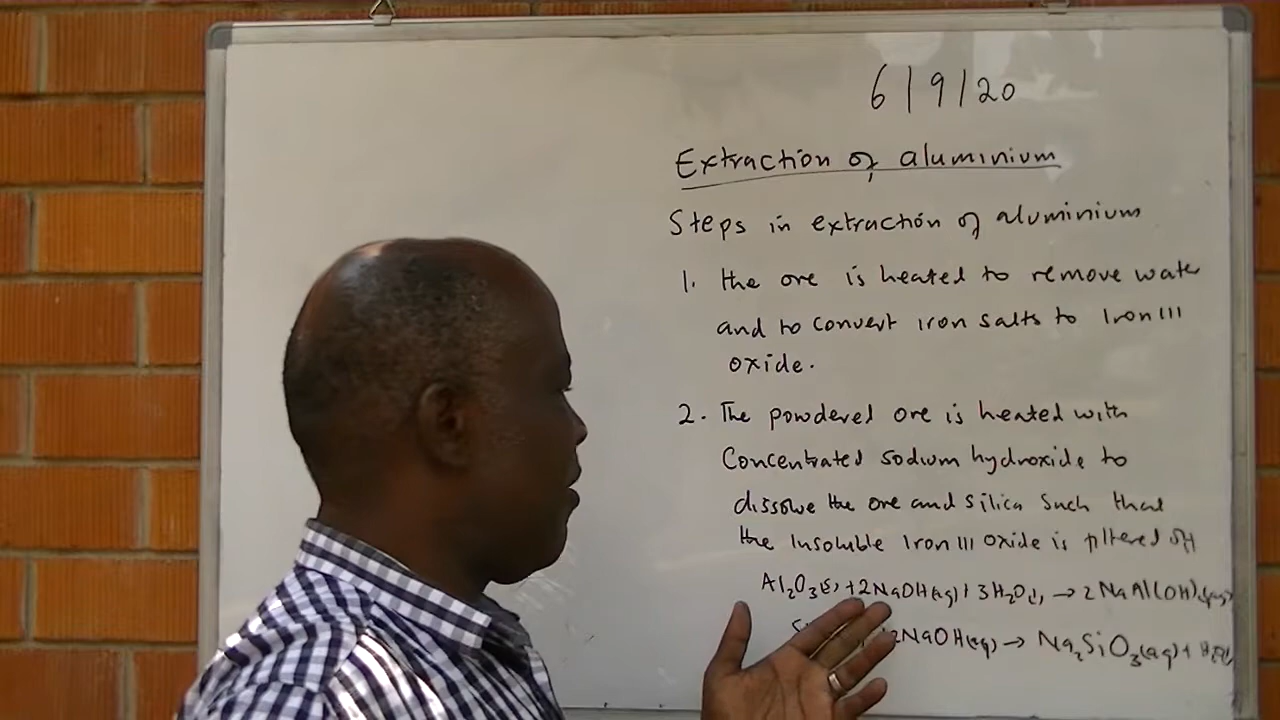 6/9/20
Extraction of aluminium
Steps in extraction of aluminium
1. the ore is heated to remove water
and to convert iron salts to Iron III
oxide.
2. The powdered ore is heated with
Concentrated sodium hydroxide to
dissolve the ore and silica such that
the insoluble Iron III oxide is filtered off
Al₂O₃(s) + 2NaOH(aq) + 3H₂O(l) → 2NaAl(OH)₄(aq)
2NaOH(aq) → Na₂SiO₃(aq) +